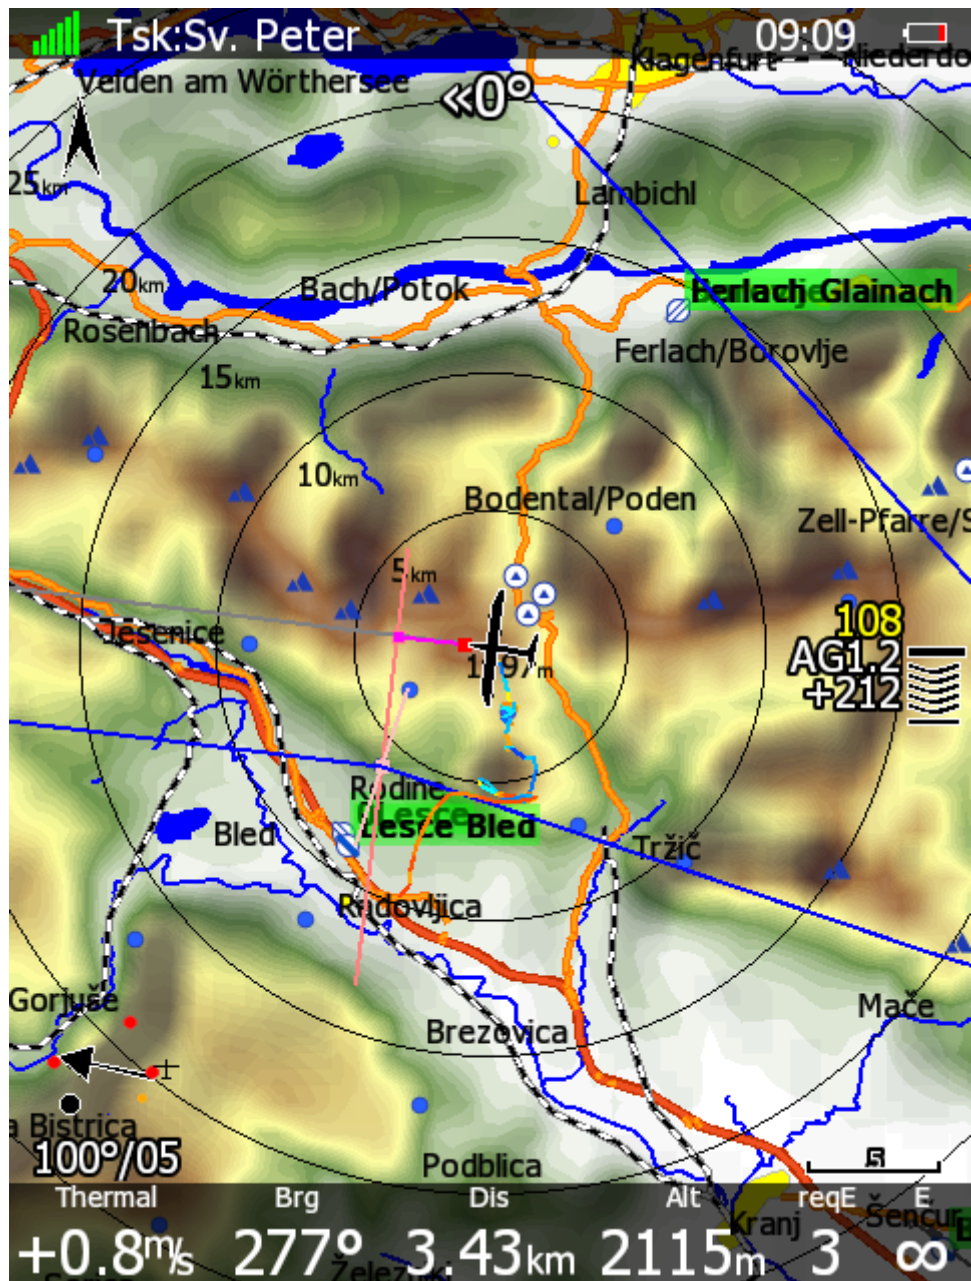 Tsk:Sv. Peter 09:09
Klagenfurt
Velden am Wörthersee
«0°
25km
Lambichl
20km
Bach/Potok
Glainach
Rosenbach
Ferlach/Borovlje
15km
10km
Bodental/Poden
Zell-Pfarre/S
5km
108
Jesenice
AG1.2
+212
Rodine
Lesce Bled
Bled
Tržič
Radovljica
Gorjuše
Mače
Brezovica
a Bistrica
100°/05
Podblica
5
Thermal Brg Dis Alt reqE E.
Kranj
Šenčur
+0.8m/s 277° 3.43km 2115m 3 ∞